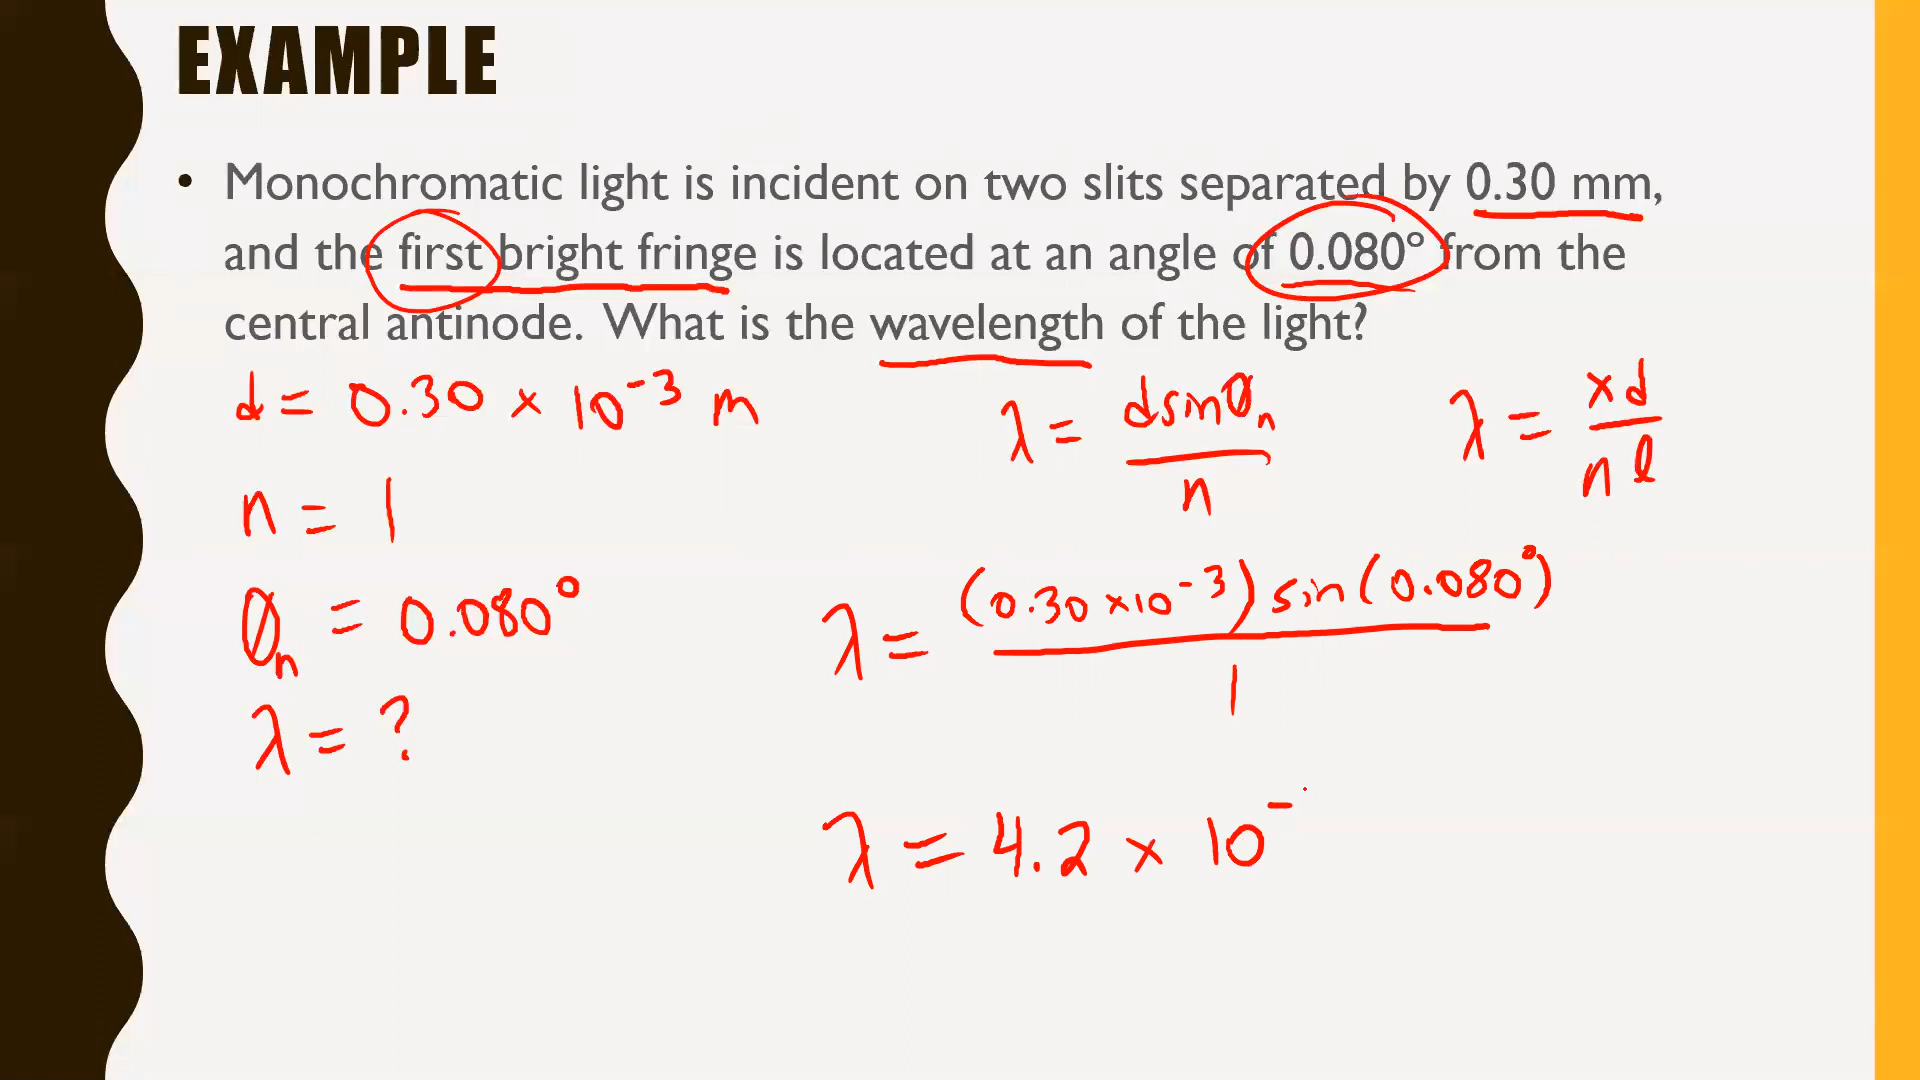 EXAMPLE
• Monochromatic light is incident on two slits separated by 0.30 mm,
and the first bright fringe is located at an angle of 0.080º from the
central antinode. What is the wavelength of the light?
d = 0.30 × 10⁻³ m
λ = d sin θₙ / n
λ = xd / nl
n = 1
θₙ = 0.080°
λ = (0.30 × 10⁻³) sin (0.080°) / 1
λ = ?
λ = 4.2 × 10⁻